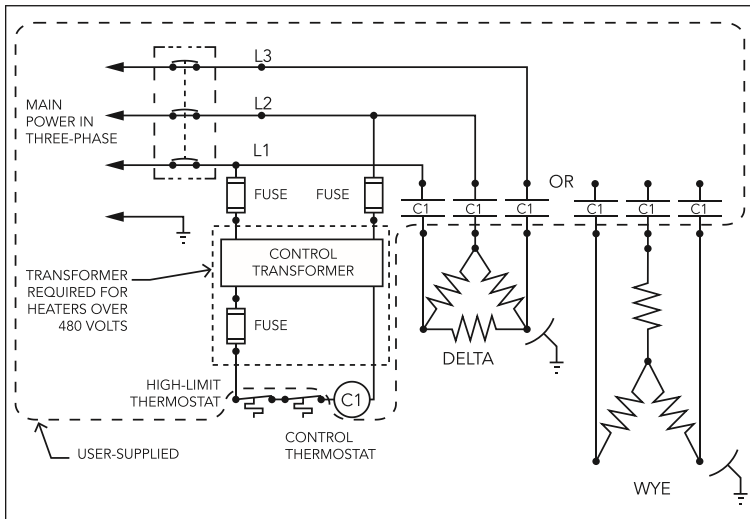 L3
MAIN
POWER IN
THREE-PHASE
L2
L1
FUSE
FUSE
OR
C1
C1
C1
C1
C1
C1
CONTROL
TRANSFORMER
TRANSFORMER
REQUIRED FOR
HEATERS OVER
480 VOLTS
FUSE
DELTA
HIGH-LIMIT
THERMOSTAT
C1
CONTROL
THERMOSTAT
USER-SUPPLIED
WYE